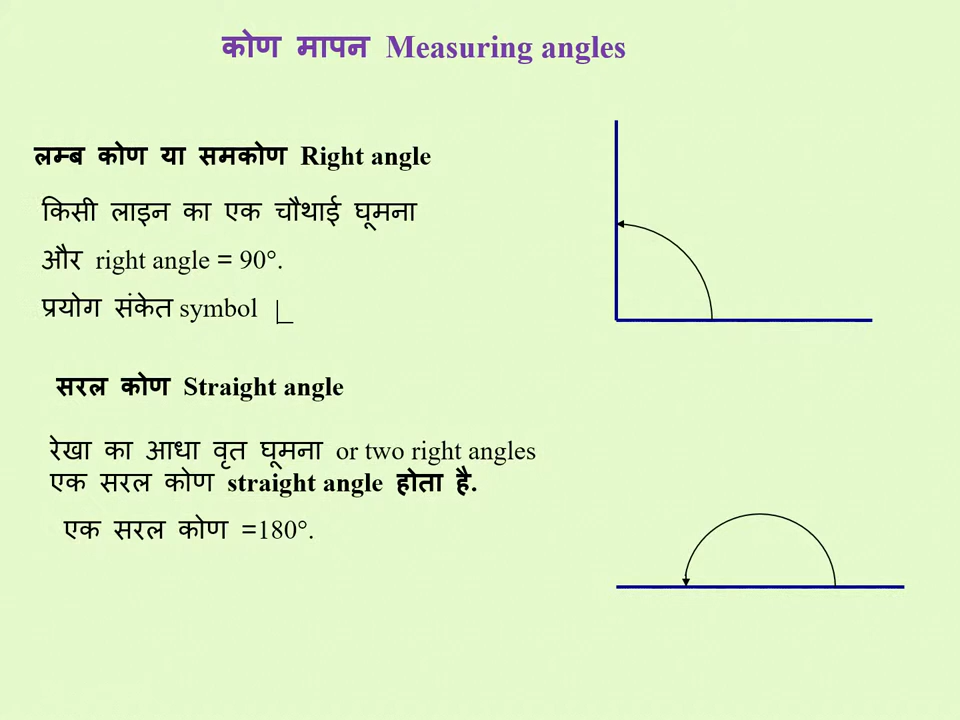 कोण मापन Measuring angles
लम्ब कोण या समकोण Right angle
किसी लाइन का एक चौथाई घूमना
और right angle = 90°.
प्रयोग संकेत symbol
सरल कोण Straight angle
रेखा का आधा वृत घूमना or two right angles
एक सरल कोण straight angle होता है.
एक सरल कोण =180°.